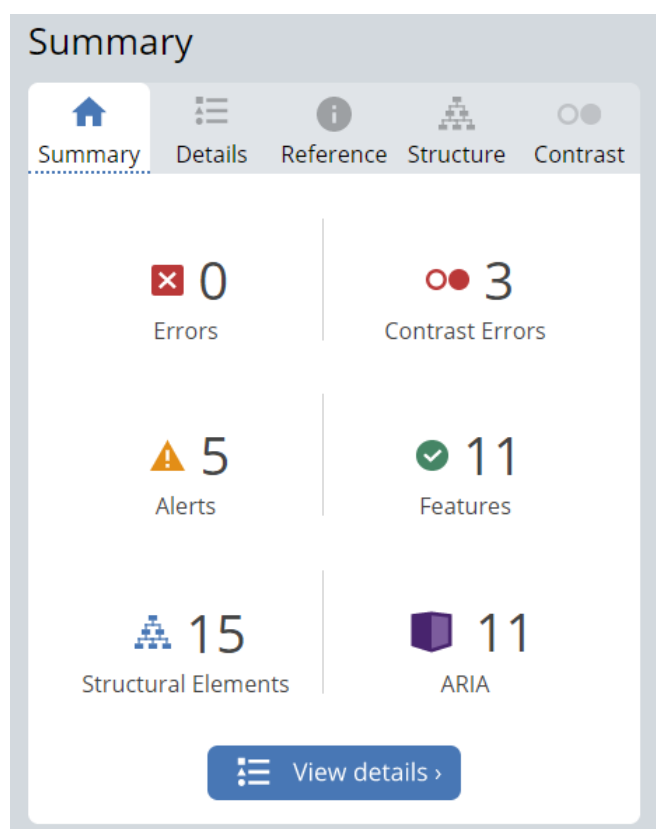 Summary
Summary Details Reference Structure Contrast
0 3
Errors Contrast Errors
5 11
Alerts Features
15 11
Structural Elements ARIA
View details ›